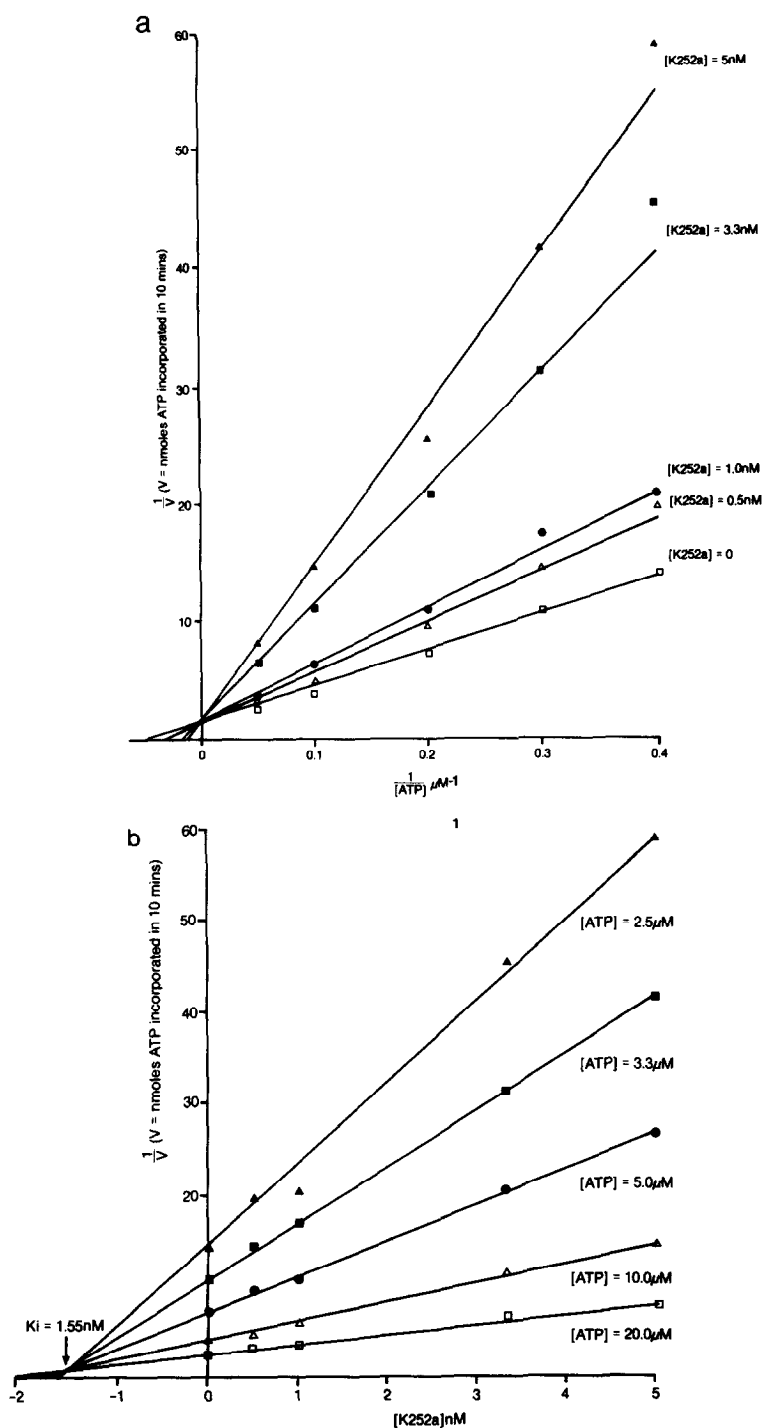 a
60
[K252a] = 5nM
50
[K252a] = 3.3nM
40
1/V (V = nmoles ATP incorporated in 10 mins)
30
[K252a] = 1.0nM
20
[K252a] = 0.5nM
[K252a] = 0
10
0 0.1 0.2 0.3 0.4
1/[ATP] µM-1
1
b
60
1/V (V = nmoles ATP incorporated in 10 mins)
[ATP] = 2.5µM
50
40
[ATP] = 3.3µM
30
[ATP] = 5.0µM
20
[ATP] = 10.0µM
Ki = 1.55nM
[ATP] = 20.0µM
-2 -1 0 1 2 3 4 5
[K252a]nM